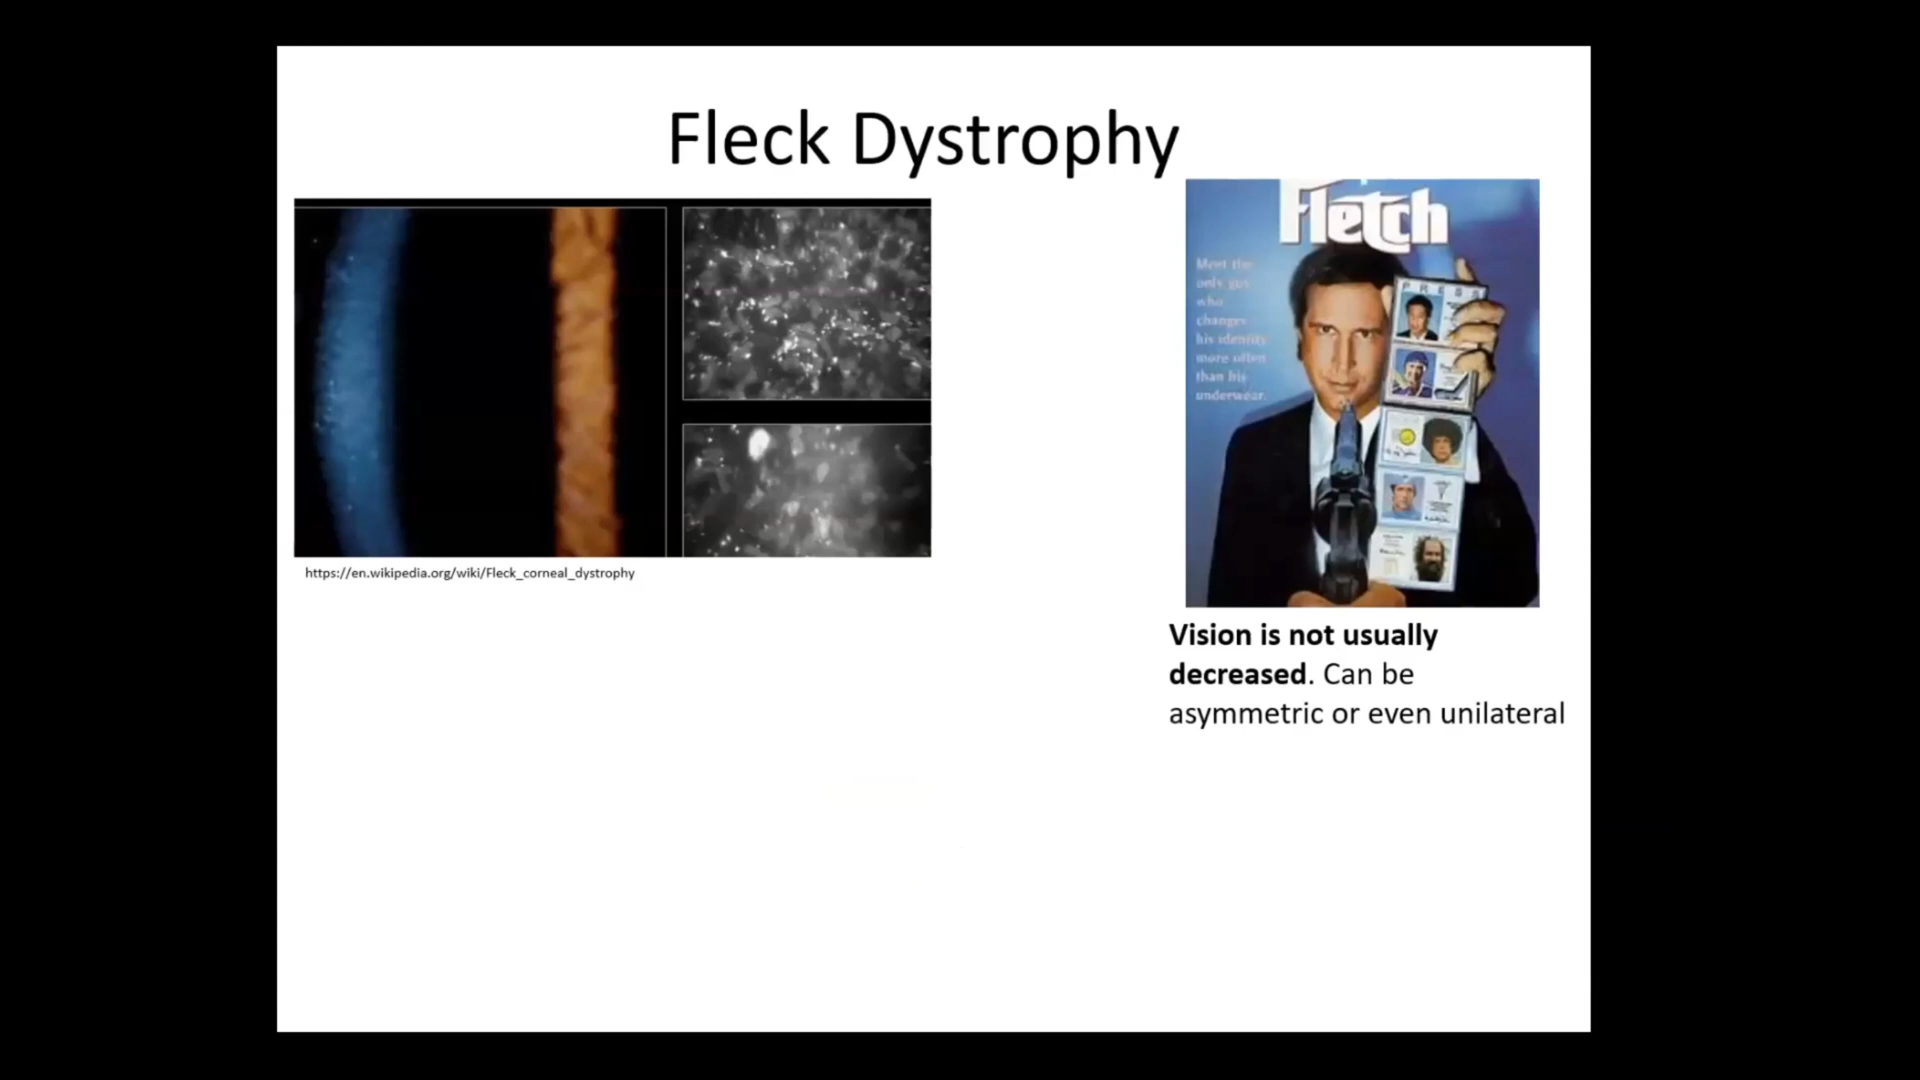 Fleck Dystrophy
Fletch
Meet the
only guy
who
changes
his identity
more often
than his
underwear.
PRESS
https://en.wikipedia.org/wiki/Fleck_corneal_dystrophy
Vision is not usually
decreased. Can be
asymmetric or even unilateral